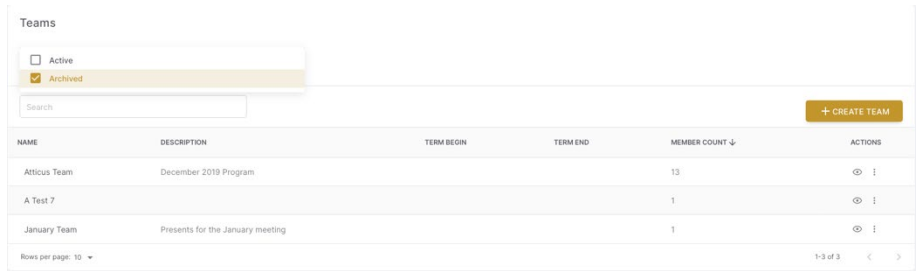 Teams
Active
Archived
Search
+ CREATE TEAM
NAME DESCRIPTION TERM BEGIN TERM END MEMBER COUNT ↓ ACTIONS
Atticus Team December 2019 Program 13
A Test 7 1
January Team Presents for the January meeting 1
Rows per page: 10 1-3 of 3